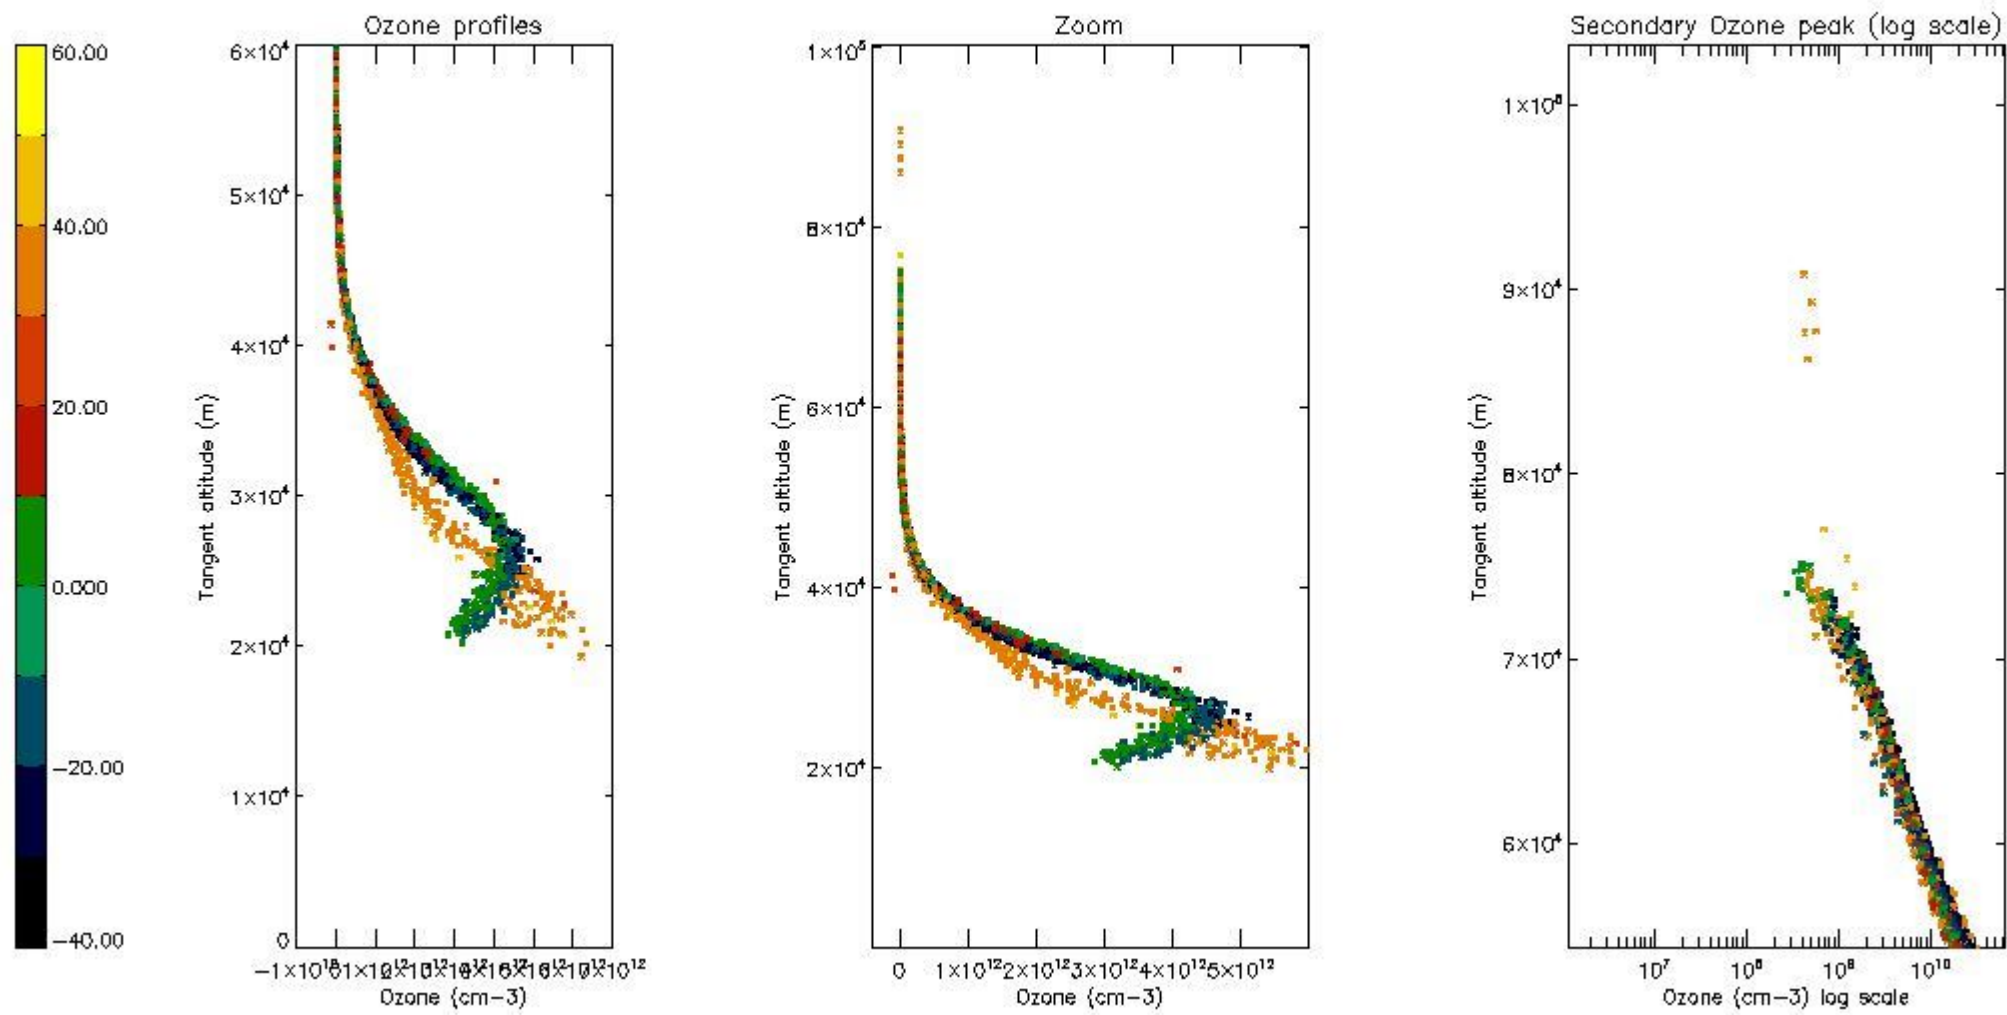 60.00
40.00
20.00
0.000
−20.00
−40.00
Ozone profiles
6×10⁴
5×10⁴
4×10⁴
3×10⁴
2×10⁴
1×10⁴
0
Tangent altitude (m)
Ozone (cm−3)
Zoom
1×10⁵
8×10⁴
6×10⁴
4×10⁴
2×10⁴
Tangent altitude (m)
0 1×10¹² 2×10¹² 3×10¹² 4×10¹² 5×10¹²
Ozone (cm−3)
Secondary Ozone peak (log scale)
9×10⁴
8×10⁴
7×10⁴
6×10⁴
Tangent altitude (m)
10⁷ 10⁹ 10¹⁰
Ozone (cm−3) log scale